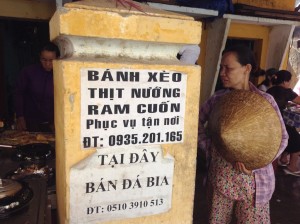 BÁNH XÈO
THỊT NƯỚNG
RAM CUỐN
Phục vụ tận nơi
ĐT: 0935.201.165
TẠI ĐÂY
BÁN ĐÁ BIA
ĐT: 0510 3910 513